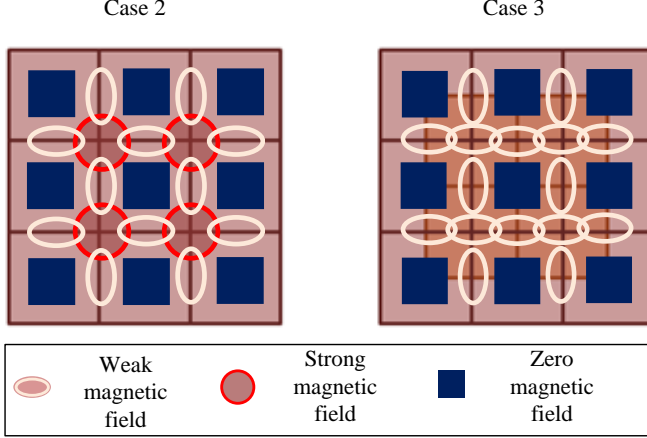 Case 2
Case 3
Weak
magnetic
field
Strong
magnetic
field
Zero
magnetic
field